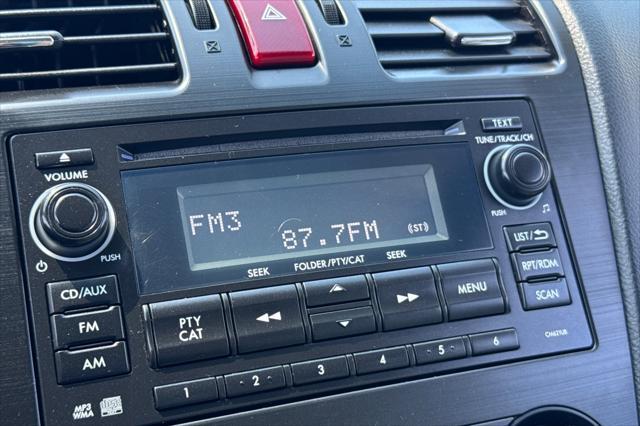 TEXT
VOLUME
TUNE/TRACK/CH
FM3
87.7FM
(ST)
PUSH
PUSH
SEEK
FOLDER/PTY/CAT
SEEK
LIST/
CD/AUX
PTY
CAT
MENU
RPT/RDM
FM
SCAN
AM
1
2
3
4
5
6
MP3
WMA